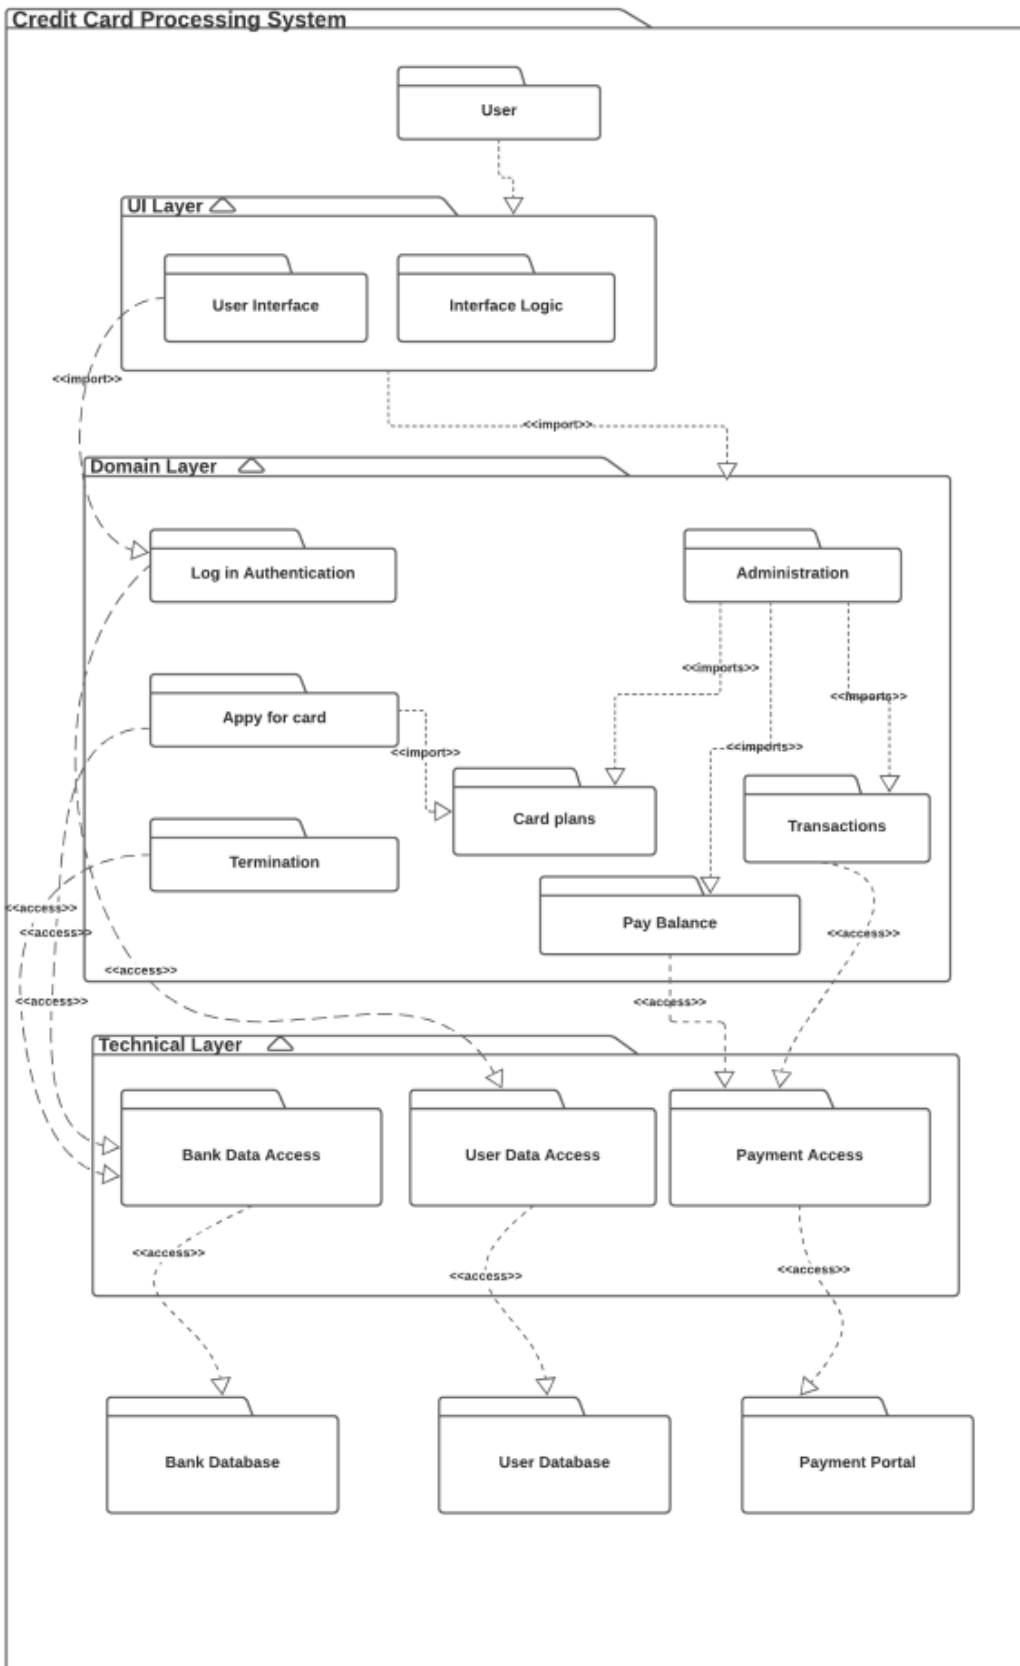 Credit Card Processing System
User
UI Layer
User Interface
Interface Logic
<<import>>
<<import>>
Domain Layer
Log in Authentication
Administration
<<imports>>
<<imports>>
Appy for card
<<import>>
<<imports>>
Card plans
Transactions
Termination
<<access>>
<<access>>
Pay Balance
<<access>>
<<access>>
<<access>>
<<access>>
Technical Layer
Bank Data Access
User Data Access
Payment Access
<<access>>
<<access>>
<<access>>
Bank Database
User Database
Payment Portal